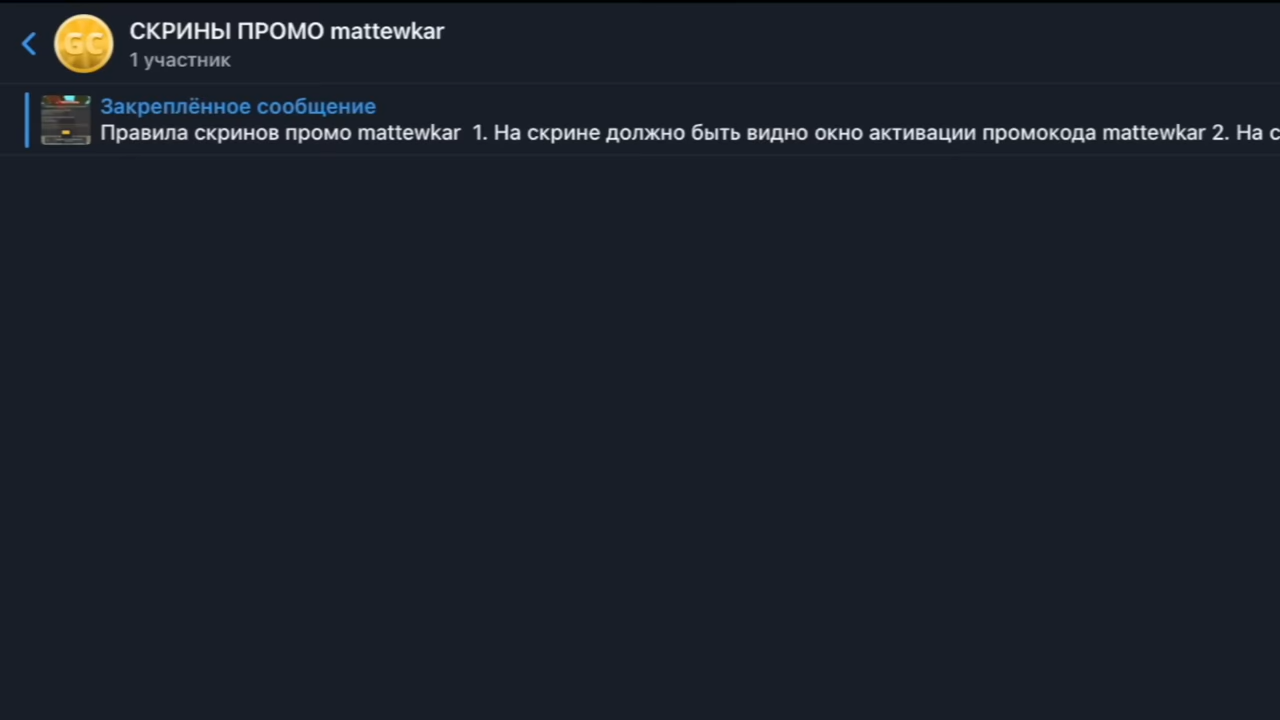 СКРИНЫ ПРОМО mattewkar
GC
1 участник
Закреплённое сообщение
Правила скринов промо mattewkar 1. На скрине должно быть видно окно активации промокода mattewkar 2. На с